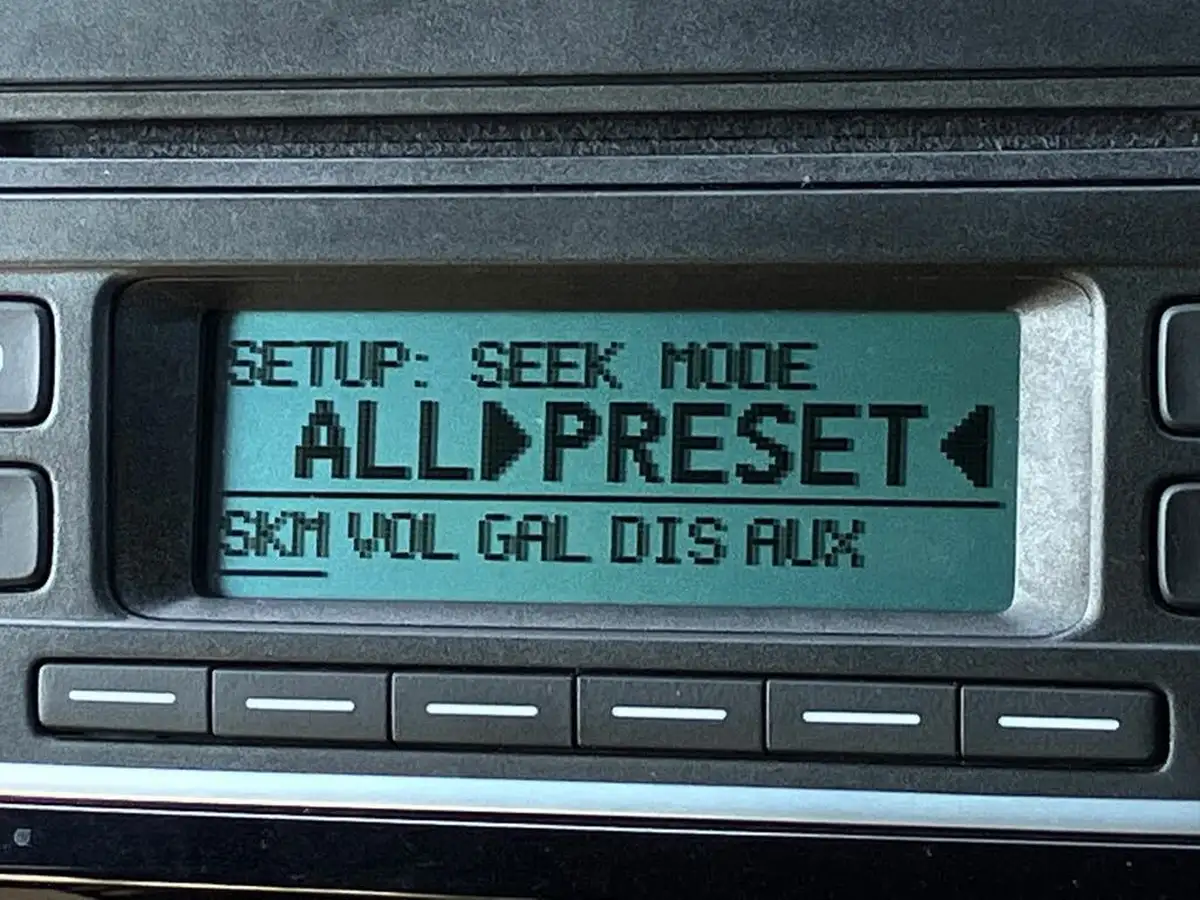 SETUP: SEEK MODE
ALL▶PRESET◀
SKM VOL GAL DIS AUX